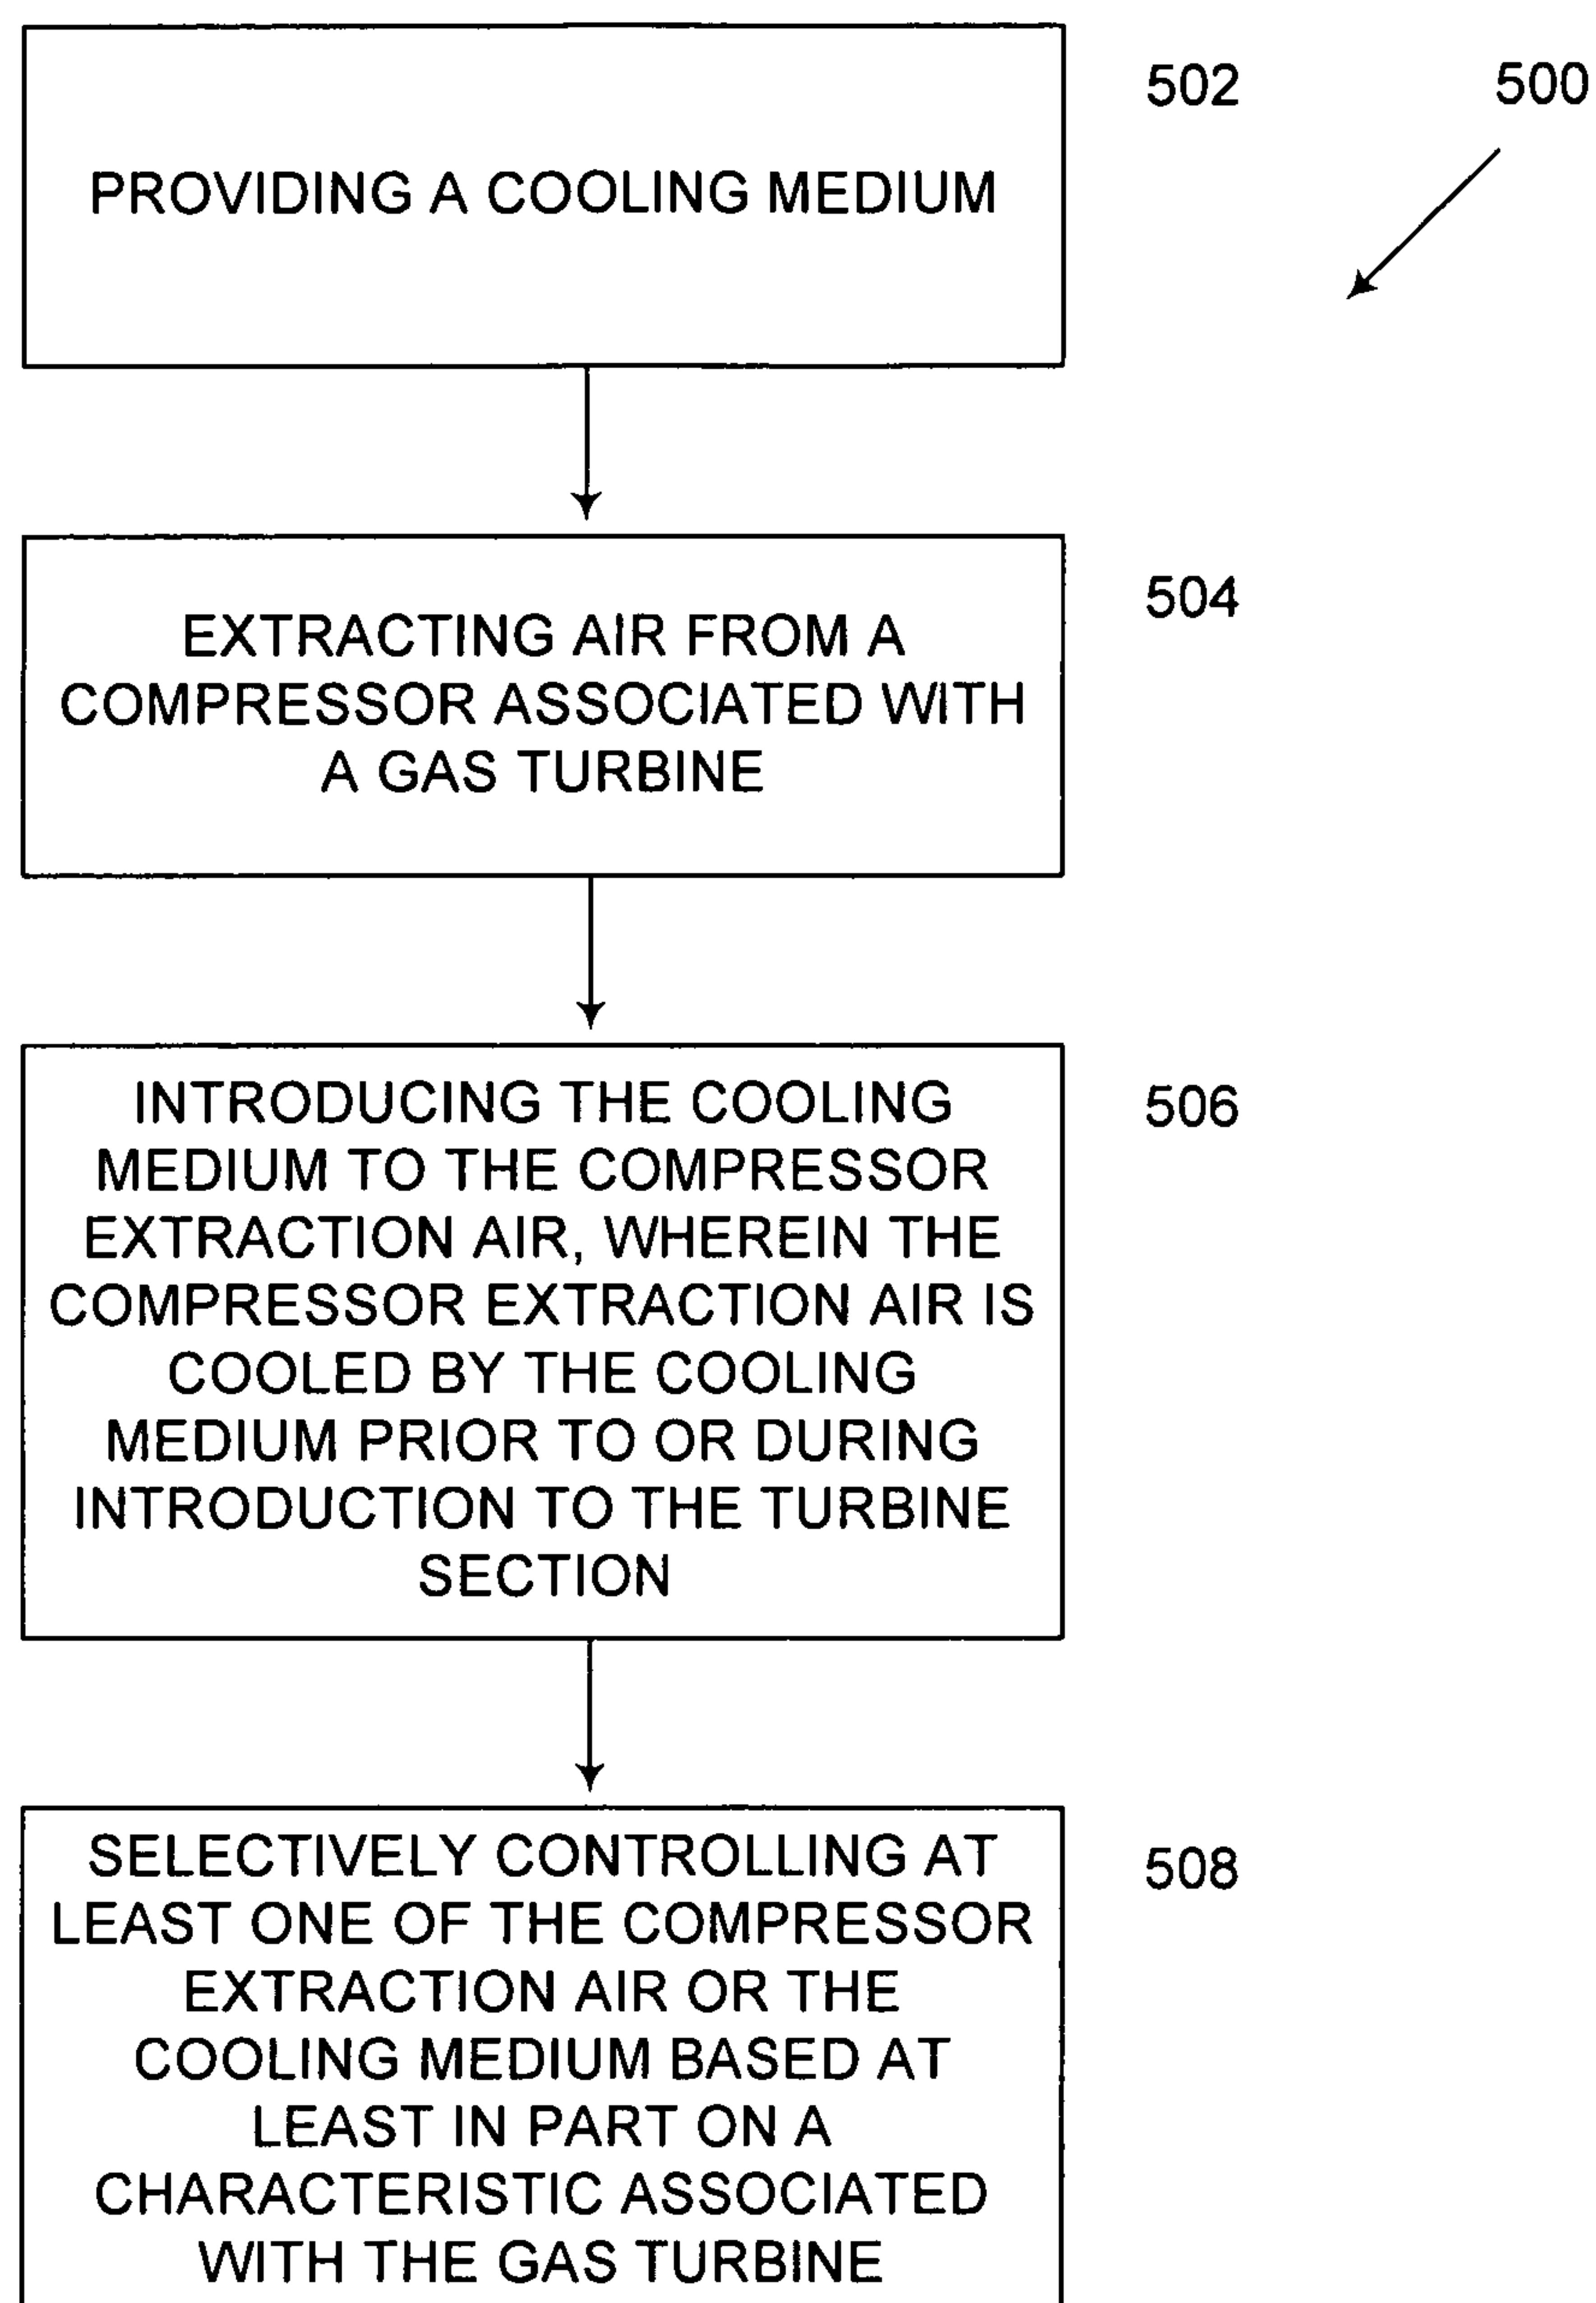 502
500
PROVIDING A COOLING MEDIUM
504
EXTRACTING AIR FROM A
COMPRESSOR ASSOCIATED WITH
A GAS TURBINE
506
INTRODUCING THE COOLING
MEDIUM TO THE COMPRESSOR
EXTRACTION AIR, WHEREIN THE
COMPRESSOR EXTRACTION AIR IS
COOLED BY THE COOLING
MEDIUM PRIOR TO OR DURING
INTRODUCTION TO THE TURBINE
SECTION
508
SELECTIVELY CONTROLLING AT
LEAST ONE OF THE COMPRESSOR
EXTRACTION AIR OR THE
COOLING MEDIUM BASED AT
LEAST IN PART ON A
CHARACTERISTIC ASSOCIATED
WITH THE GAS TURBINE